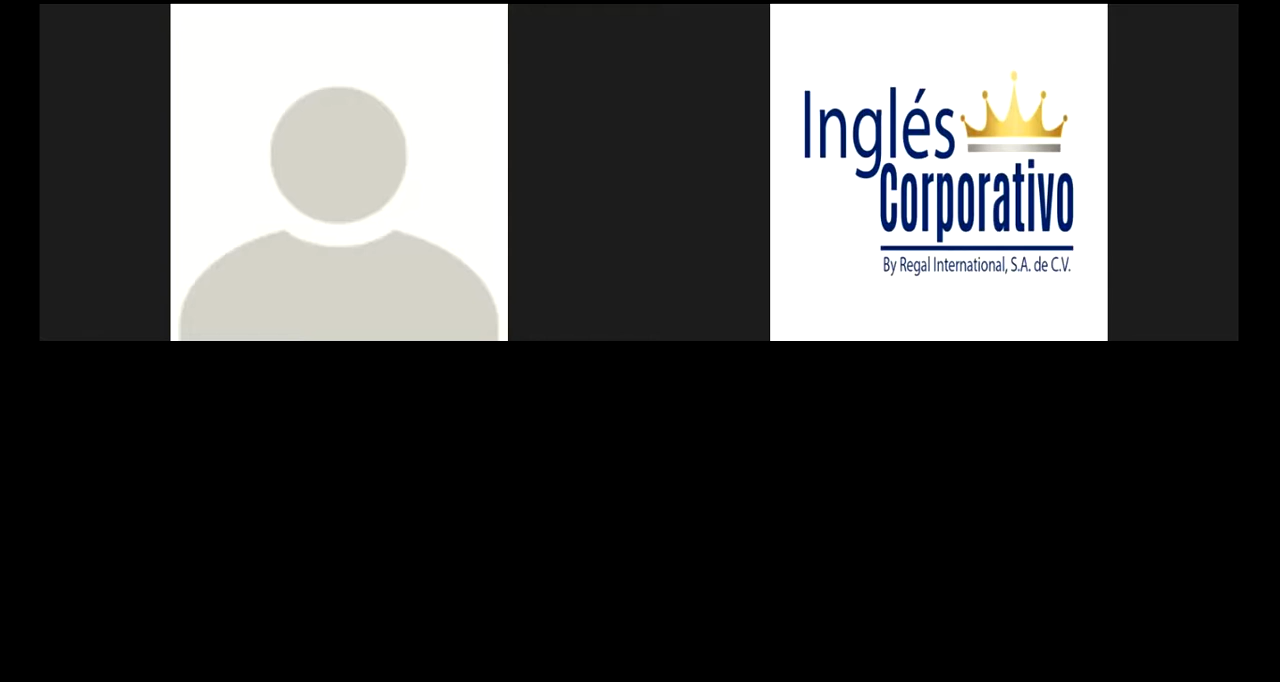 Inglés
Corporativo
By Regal International, S.A. de C.V.